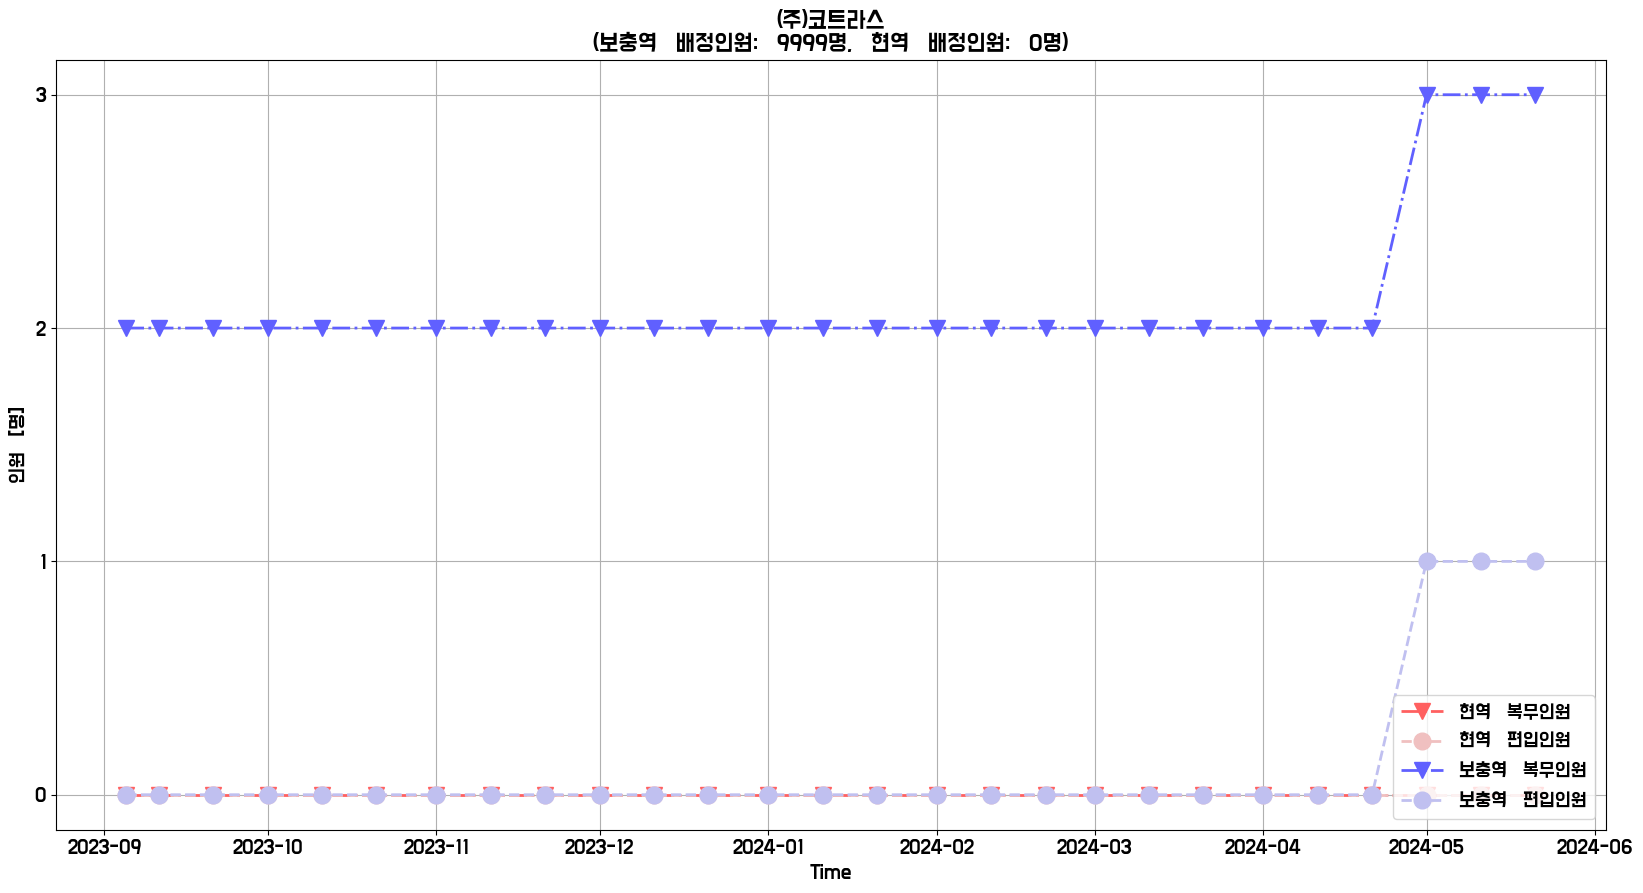 (주)코트라스
(보충역 배정인원: 9999명, 현역 배정인원: 0명)
인원 [명]
3
2
1
0
현역 복무인원
현역 편입인원
보충역 복무인원
보충역 편입인원
2023-09 2023-10 2023-11 2023-12 2024-01 2024-02 2024-03 2024-04 2024-05 2024-06
Time